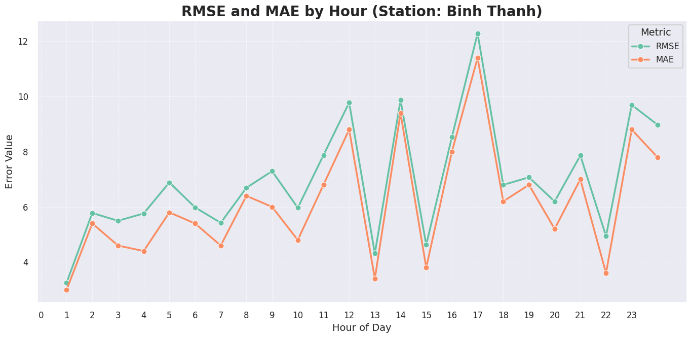 RMSE and MAE by Hour (Station: Binh Thanh)
Metric
RMSE
MAE
Error Value
12
10
8
6
4
0 1 2 3 4 5 6 7 8 9 10 11 12 13 14 15 16 17 18 19 20 21 22 23
Hour of Day